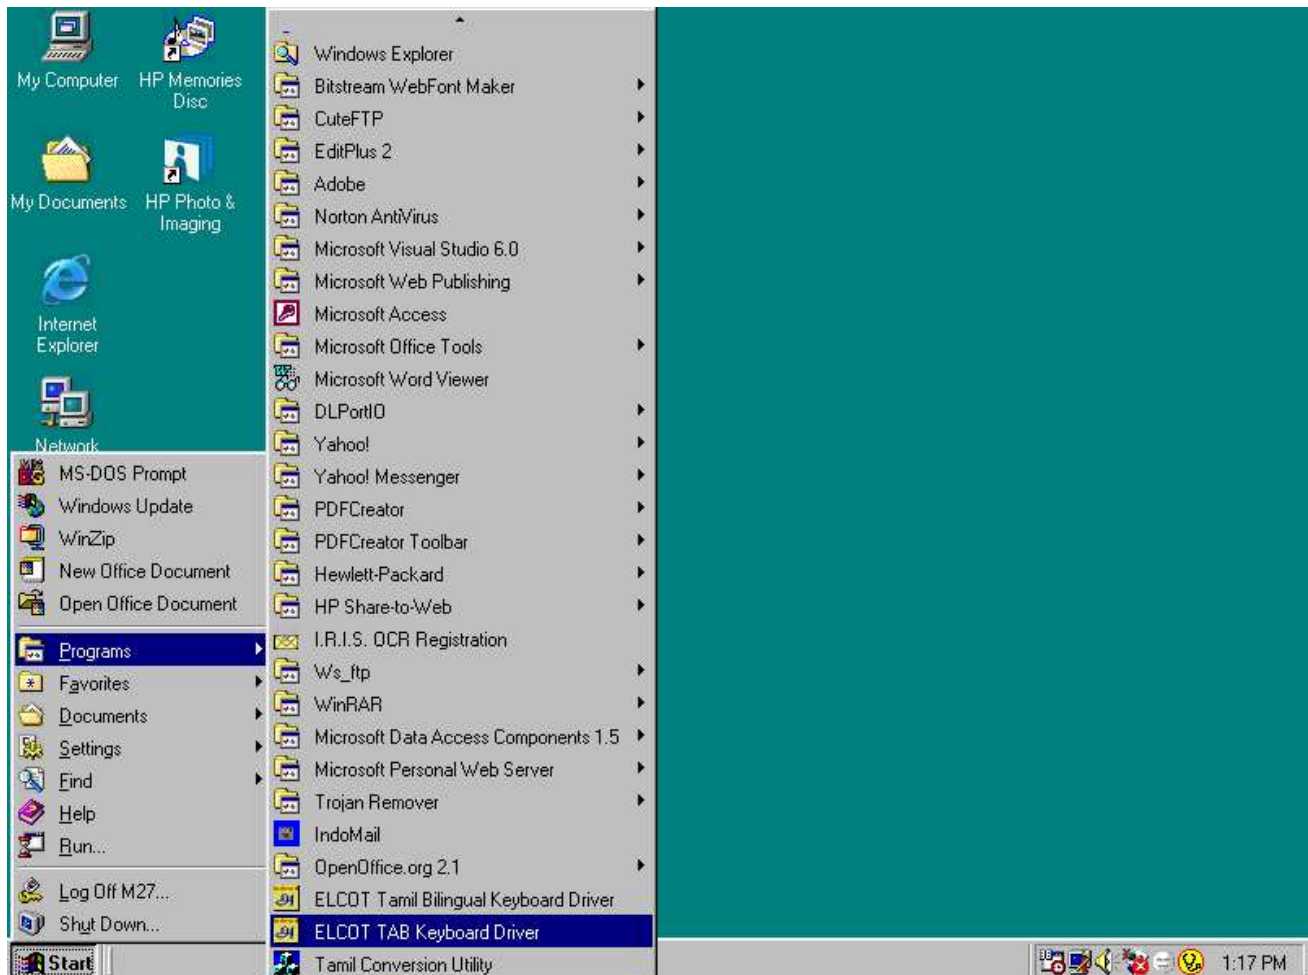 My Computer
HP Memories
Disc
My Documents
HP Photo &
Imaging
Internet
Explorer
Network
MS-DOS Prompt
Windows Update
WinZip
New Office Document
Open Office Document
Programs
Favorites
Documents
Settings
Find
Help
Run...
Log Off M27...
Shut Down...
Windows Explorer
Bitstream WebFont Maker
CuteFTP
EditPlus 2
Adobe
Norton AntiVirus
Microsoft Visual Studio 6.0
Microsoft Web Publishing
Microsoft Access
Microsoft Office Tools
Microsoft Word Viewer
DLPortIO
Yahoo!
Yahoo! Messenger
PDFCreator
PDFCreator Toolbar
Hewlett-Packard
HP Share-to-Web
I.R.I.S. OCR Registration
Ws_ftp
WinRAR
Microsoft Data Access Components 1.5
Microsoft Personal Web Server
Trojan Remover
IndoMail
OpenOffice.org 2.1
ELCOT Tamil Bilingual Keyboard Driver
ELCOT TAB Keyboard Driver
Tamil Conversion Utility
Start
1:17 PM